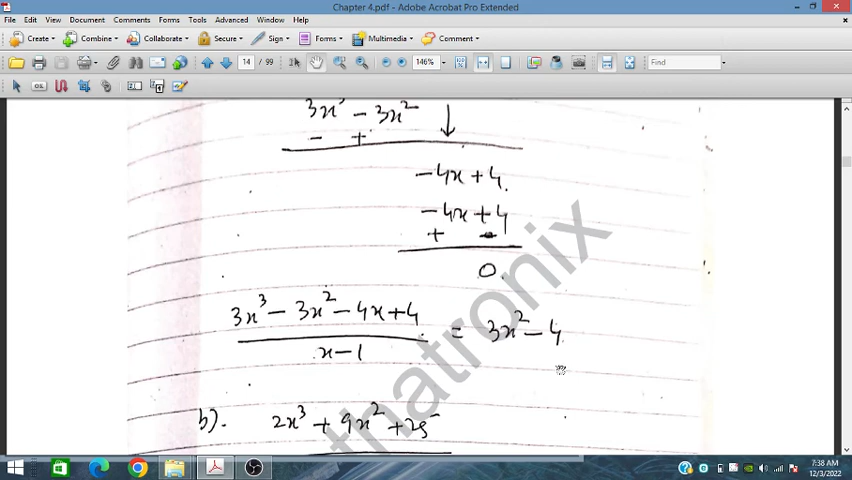 Chapter 4.pdf - Adobe Acrobat Pro Extended
File Edit View Document Comments Forms Tools Advanced Window Help
Create Combine Collaborate Secure Sign Forms Multimedia Comment
14 / 99 146% Find
3x³ - 3x²
- +
-4x + 4.
-4x + 4
+ -
0.
3x³ - 3x² - 4x + 4
x - 1
= 3x² - 4
b). 2x³ + 9x² + 25
thatronix
7:38 AM
12/3/2022